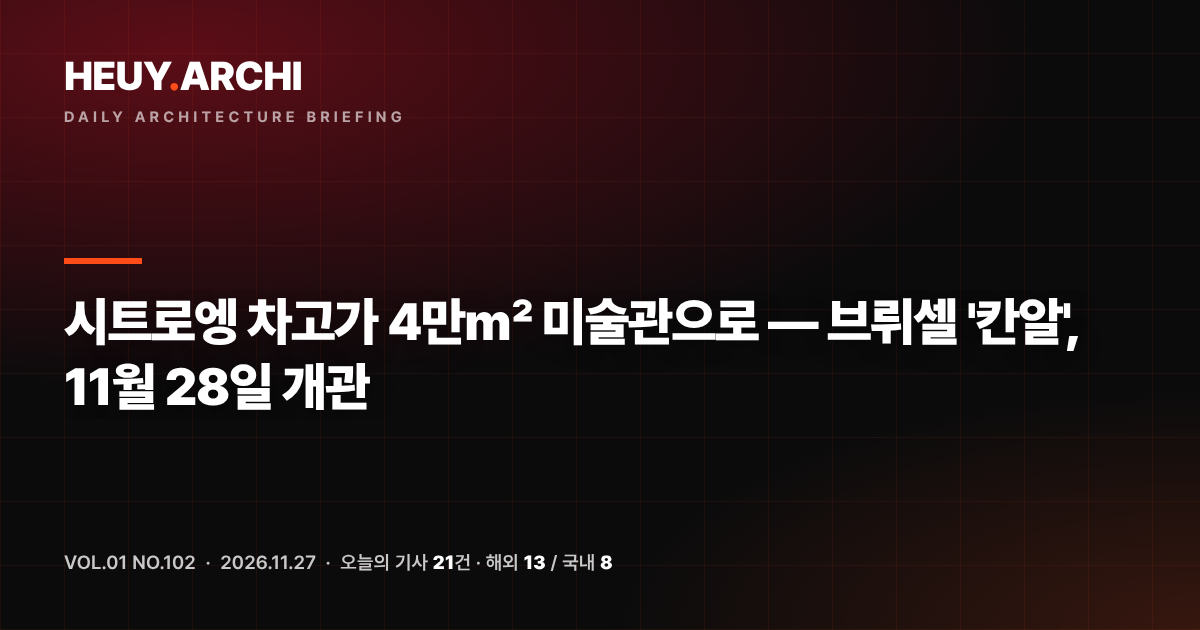 HEUY.ARCHI
DAILY ARCHITECTURE BRIEFING
시트로엥 차고가 4만m² 미술관으로 — 브뤼셀 '칸알',
11월 28일 개관
VOL.01 NO.102 · 2026.11.27 · 오늘의 기사 21건 · 해외 13 / 국내 8